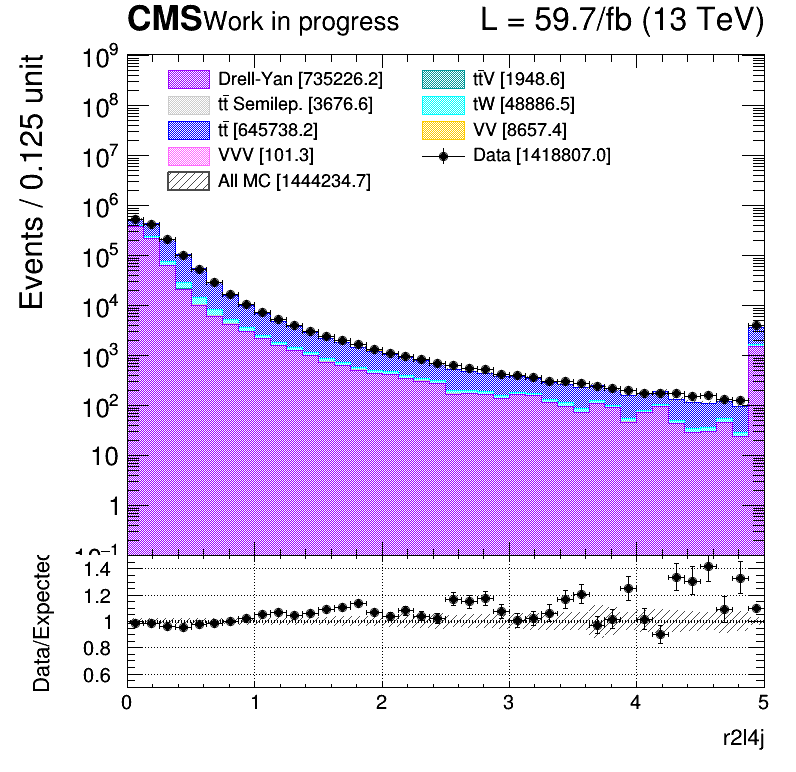 CMS Work in progress L = 59.7/fb (13 TeV)
Events / 0.125 unit
10⁹
10⁸
10⁷
10⁶
10⁵
10⁴
10³
10²
10
1
10⁻¹
Drell-Yan [735226.2]
tt̄ Semilep. [3676.6]
tt̄ [645738.2]
VVV [101.3]
All MC [1444234.7]
tt̄V [1948.6]
tW [48886.5]
VV [8657.4]
Data [1418807.0]
Data/Expected
1.4
1.2
1
0.8
0.6
0 1 2 3 4 5
r2l4j